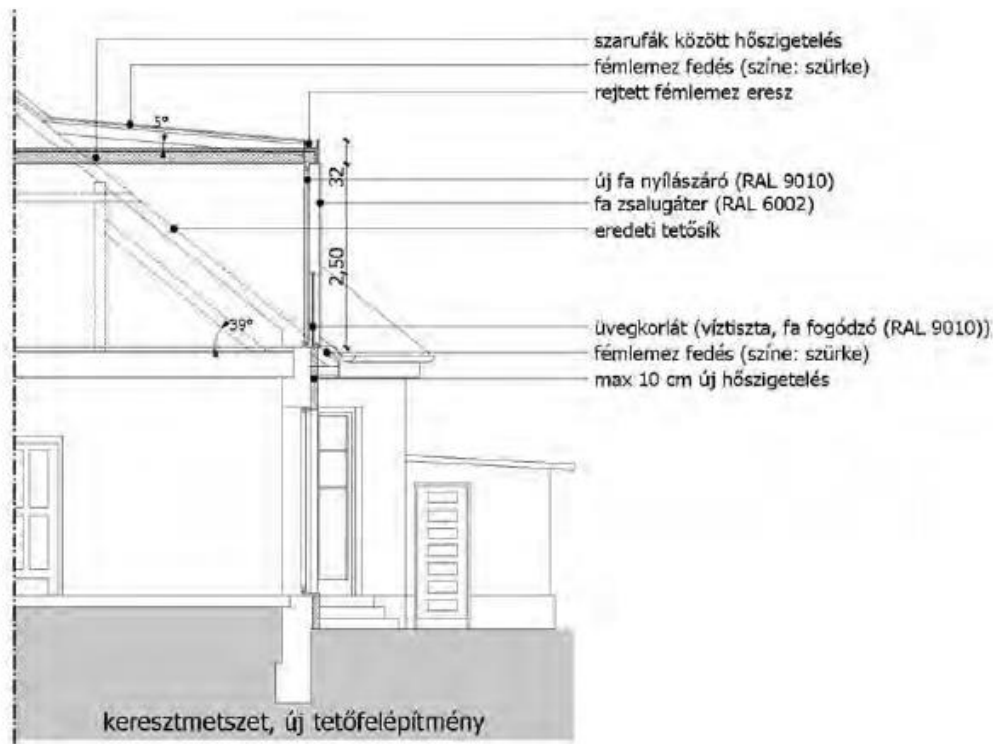 szarufák között hőszigetelés
fémlemez fedés (színe: szürke)
rejtett fémlemez eresz
5°
32
új fa nyílászáró (RAL 9010)
fa zsalugáter (RAL 6002)
eredeti tetősík
2,50
39°
üvegkorlát (víztiszta, fa fogódzó (RAL 9010))
fémlemez fedés (színe: szürke)
max 10 cm új hőszigetelés
keresztmetszet, új tetőfelépítmény